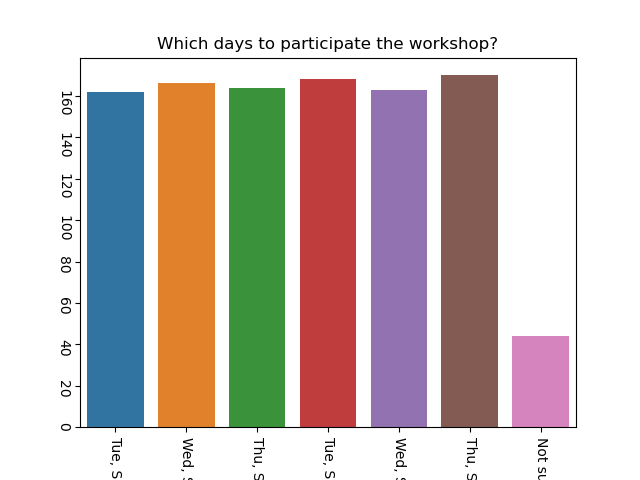 Which days to participate the workshop?
160
140
120
100
80
60
40
20
0
Tue, S
Wed, S
Thu, S
Tue, S
Wed, S
Thu, S
Not su